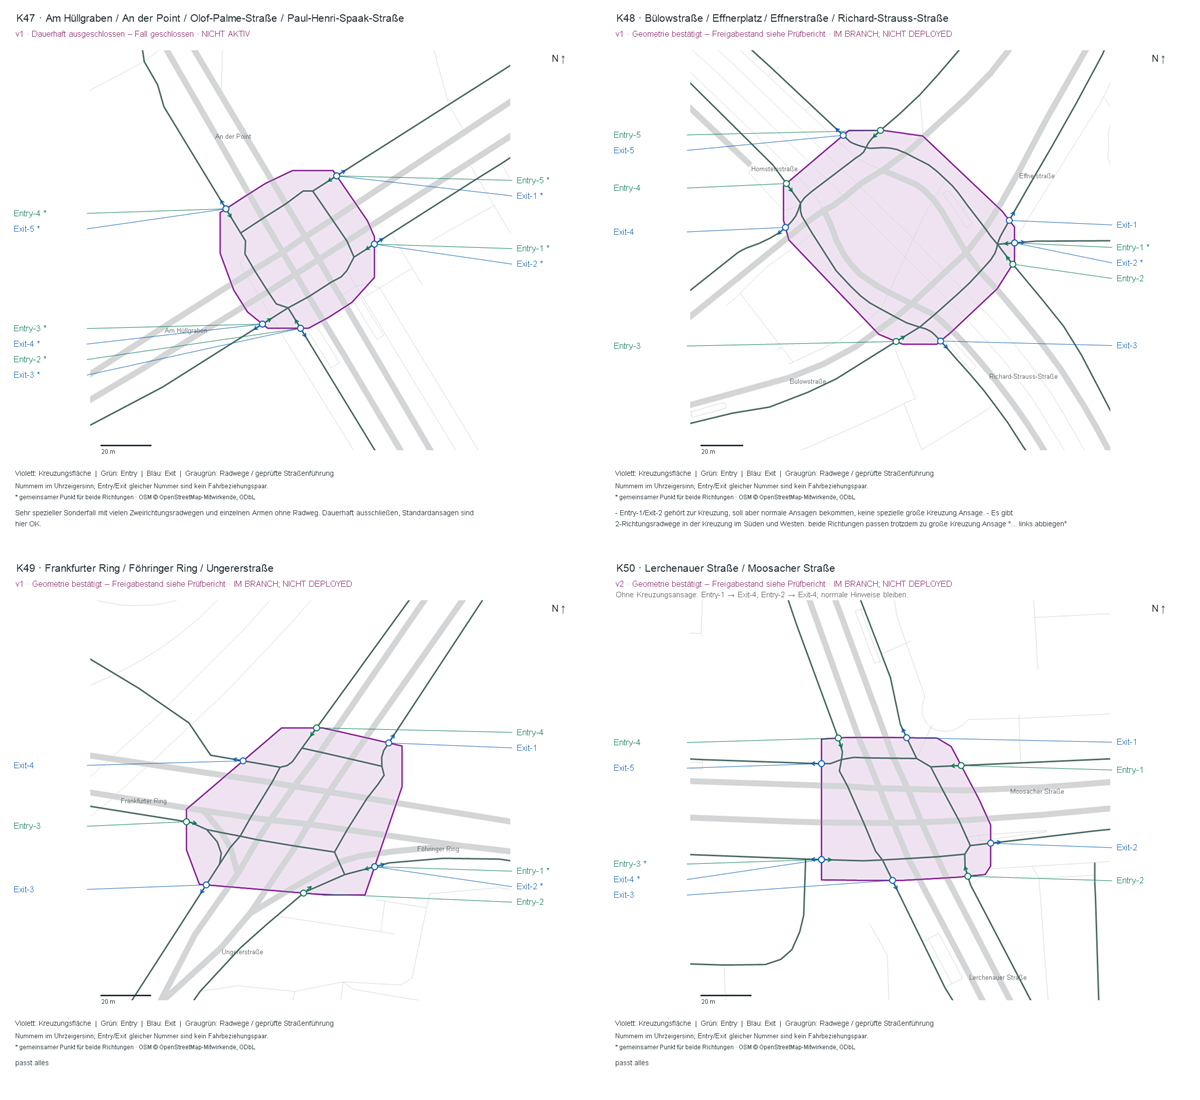 K47 · Am Hüllgraben / An der Point / Olof-Palme-Straße / Paul-Henri-Spaak-Straße
v1 · Dauerhaft ausgeschlossen – Fall geschlossen · NICHT AKTIV
N↑
An der Point
Am Hüllgraben
Entry-4 *
Exit-5 *
Entry-3 *
Exit-4 *
Entry-2 *
Exit-3 *
Entry-5 *
Exit-1 *
Entry-1 *
Exit-2 *
20 m
Violett: Kreuzungsfläche | Grün: Entry | Blau: Exit | Graugrün: Radwege / geprüfte Straßenführung
Nummern im Uhrzeigersinn; Entry/Exit gleicher Nummer sind kein Fahrbeziehungspaar.
* gemeinsamer Punkt für beide Richtungen · OSM © OpenStreetMap-Mitwirkende, ODbL
Sehr spezieller Sonderfall mit vielen Zweirichtungsradwegen und einzelnen Armen ohne Radweg. Dauerhaft ausschließen, Standardansagen sind
hier OK.
K48 · Bülowstraße / Effnerplatz / Effnerstraße / Richard-Strauss-Straße
v1 · Geometrie bestätigt – Freigabestand siehe Prüfbericht · IM BRANCH; NICHT DEPLOYED
N↑
Entry-5
Exit-5
Entry-4
Exit-4
Entry-3
Exit-1
Entry-1 *
Exit-2 *
Entry-2
Exit-3
Effnerstraße
Bülowstraße
Richard-Strauss-Straße
20 m
Violett: Kreuzungsfläche | Grün: Entry | Blau: Exit | Graugrün: Radwege / geprüfte Straßenführung
Nummern im Uhrzeigersinn; Entry/Exit gleicher Nummer sind kein Fahrbeziehungspaar.
* gemeinsamer Punkt für beide Richtungen · OSM © OpenStreetMap-Mitwirkende, ODbL
- Entry-1/Exit-2 gehört zur Kreuzung, soll aber normale Ansagen bekommen, keine spezielle große Kreuzung Ansage. - Es gibt
2-Richtungsradwege in der Kreuzung im Süden und Westen. beide Richtungen passen trotzdem zu große Kreuzung Ansage "... links abbiegen"
K49 · Frankfurter Ring / Föhringer Ring / Ungererstraße
v1 · Geometrie bestätigt – Freigabestand siehe Prüfbericht · IM BRANCH; NICHT DEPLOYED
N↑
Exit-4
Entry-3
Exit-3
Entry-4
Exit-1
Entry-1 *
Exit-2 *
Entry-2
Frankfurter Ring
Föhringer Ring
Ungererstraße
20 m
Violett: Kreuzungsfläche | Grün: Entry | Blau: Exit | Graugrün: Radwege / geprüfte Straßenführung
Nummern im Uhrzeigersinn; Entry/Exit gleicher Nummer sind kein Fahrbeziehungspaar.
* gemeinsamer Punkt für beide Richtungen · OSM © OpenStreetMap-Mitwirkende, ODbL
passt alles
K50 · Lerchenauer Straße / Moosacher Straße
v2 · Geometrie bestätigt – Freigabestand siehe Prüfbericht · IM BRANCH; NICHT DEPLOYED
Ohne Kreuzungsansage: Entry-1 → Exit-4, Entry-2 → Exit-4; normale Hinweise bleiben.
N↑
Entry-4
Exit-5
Entry-3 *
Exit-4 *
Exit-3
Exit-1
Entry-1
Exit-2
Entry-2
Moosacher Straße
Lerchenauer Straße
20 m
Violett: Kreuzungsfläche | Grün: Entry | Blau: Exit | Graugrün: Radwege / geprüfte Straßenführung
Nummern im Uhrzeigersinn; Entry/Exit gleicher Nummer sind kein Fahrbeziehungspaar.
* gemeinsamer Punkt für beide Richtungen · OSM © OpenStreetMap-Mitwirkende, ODbL
passt alles